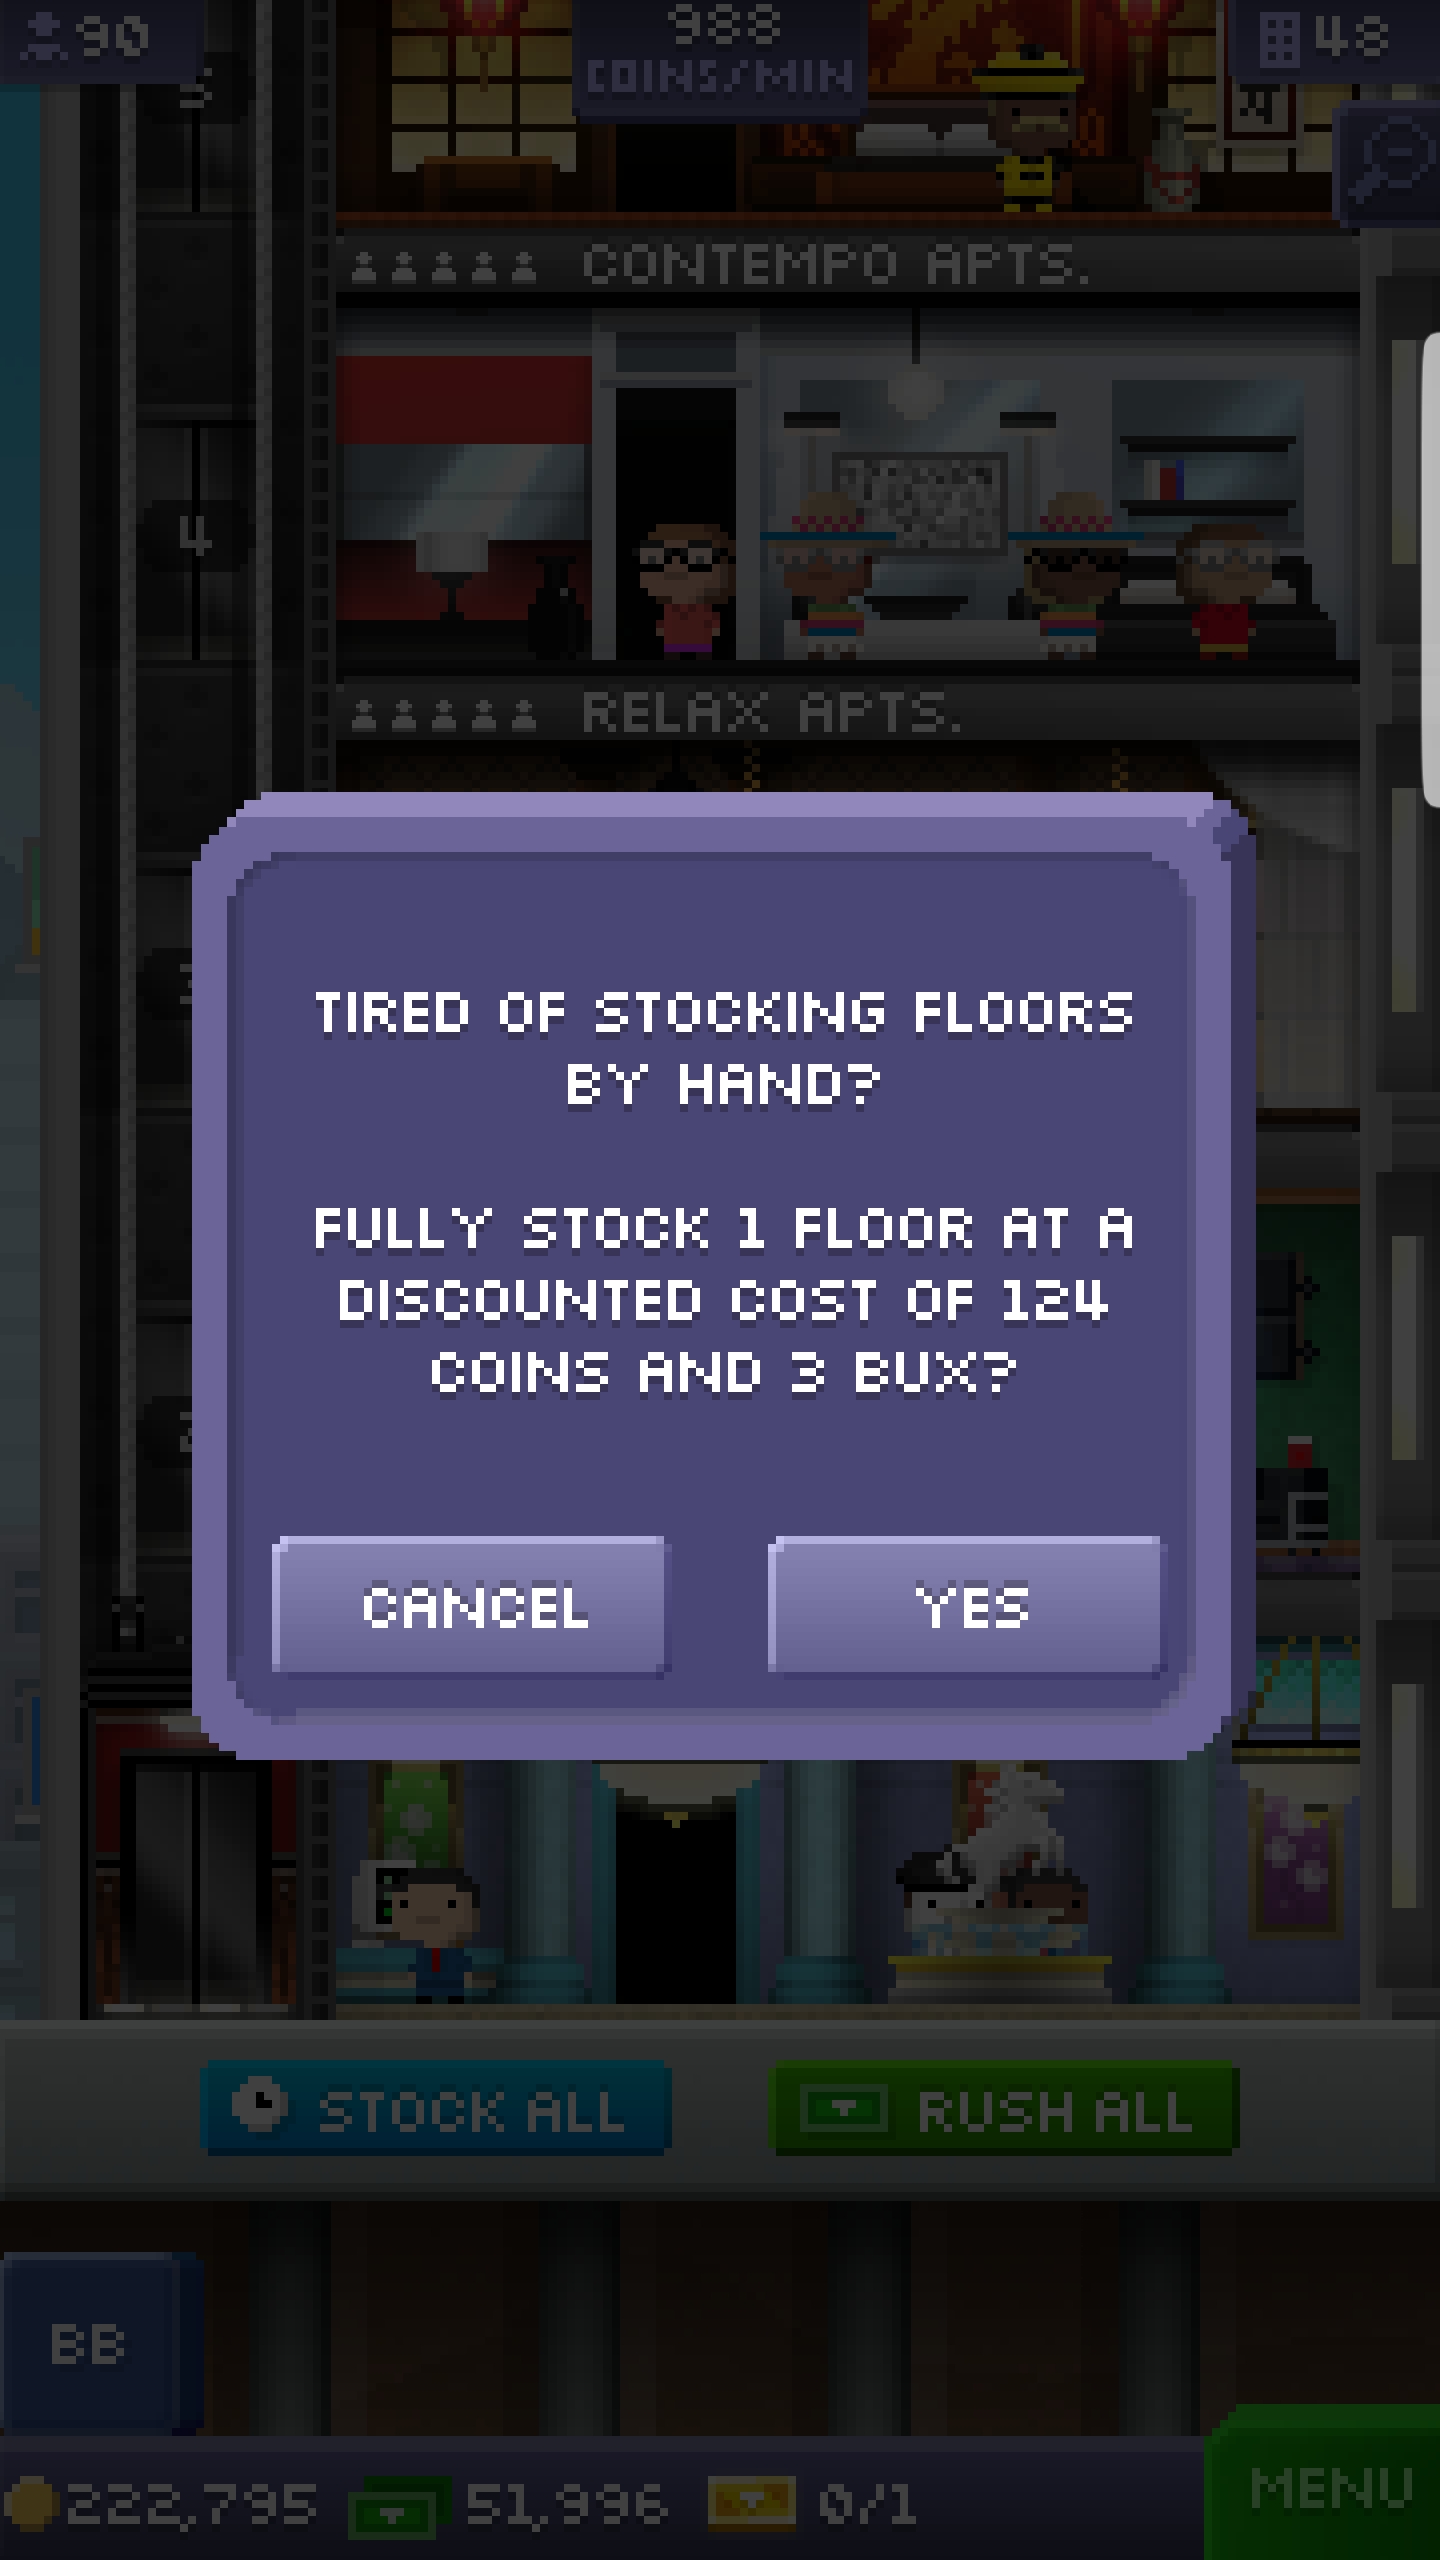 90
988
COINS/MIN
48
5
CONTEMPO APTS.
4
RELAX APTS.
TIRED OF STOCKING FLOORS
BY HAND?
FULLY STOCK 1 FLOOR AT A
DISCOUNTED COST OF 124
COINS AND 3 BUX?
CANCEL
YES
STOCK ALL
RUSH ALL
BB
222,795
51,996
0/1
MENU